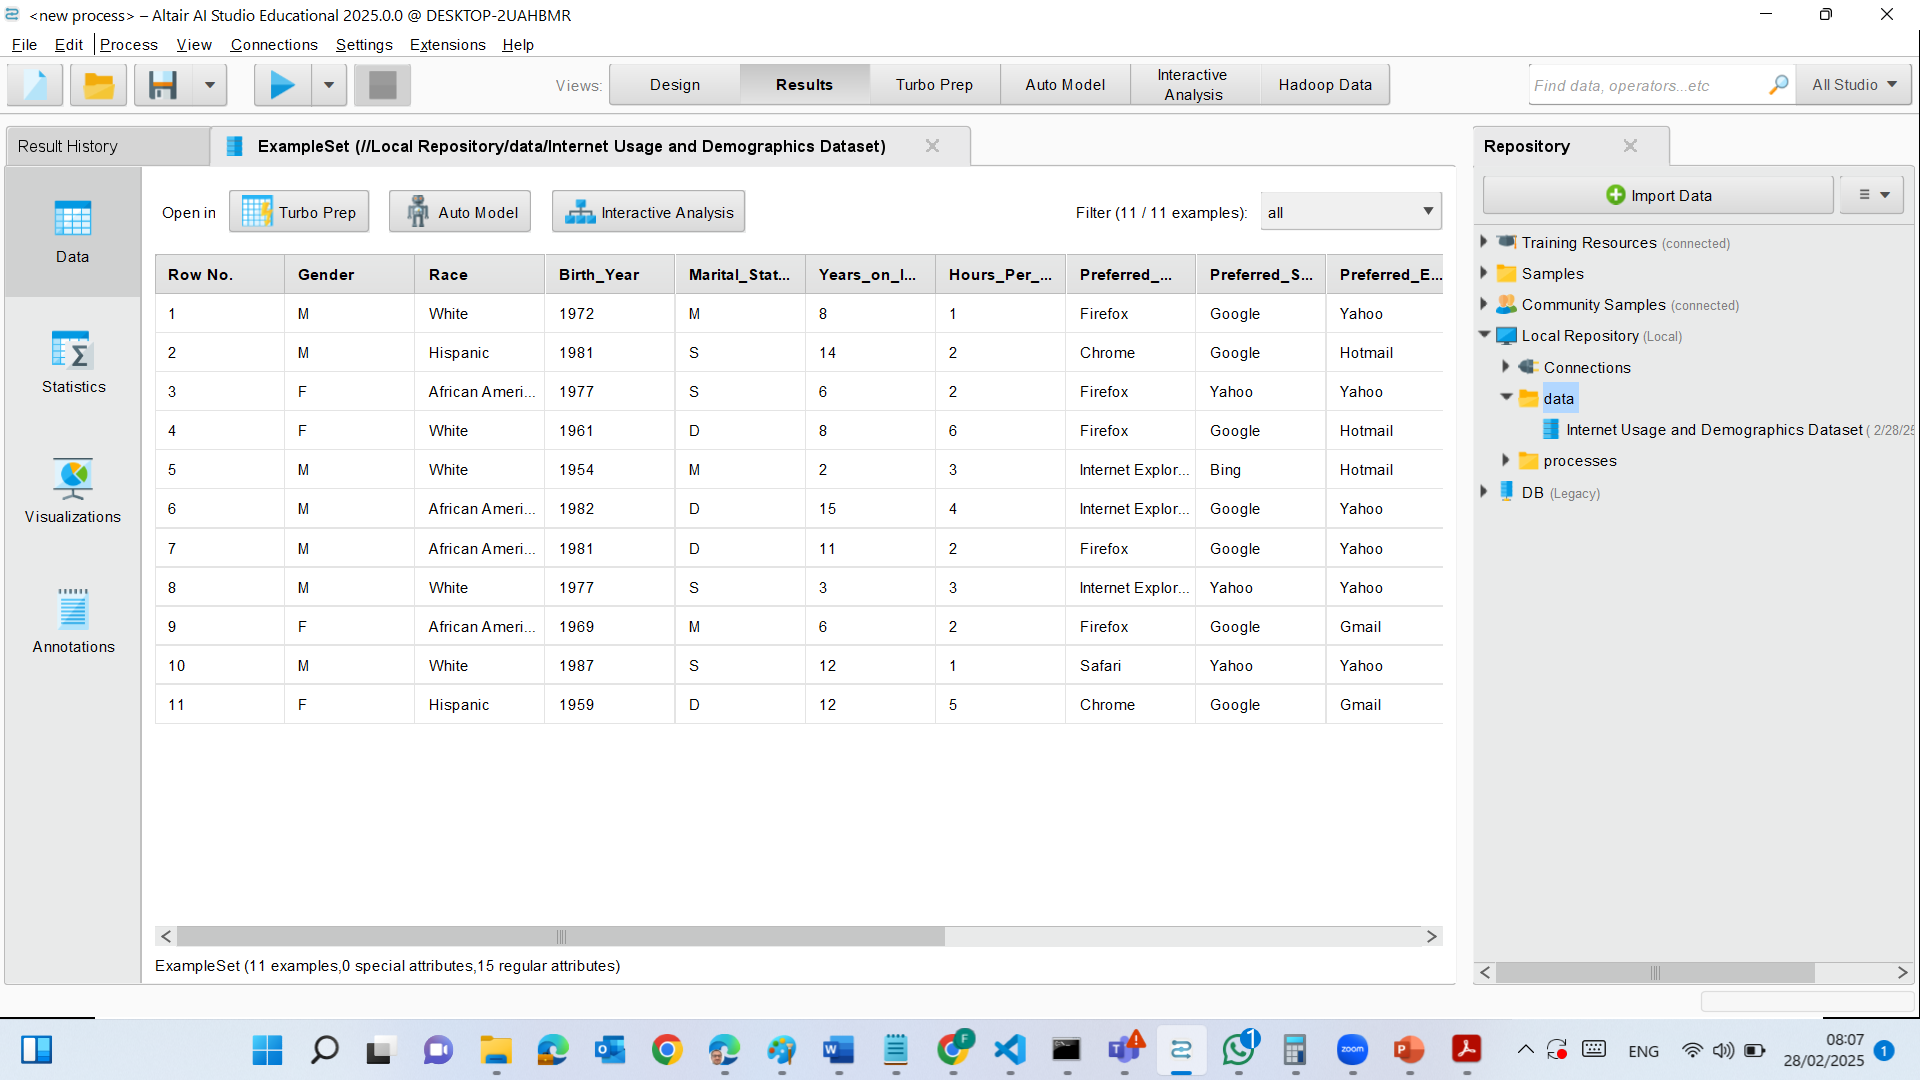 <new process> – Altair AI Studio Educational 2025.0.0 @ DESKTOP-2UAHBMR
File Edit Process View Connections Settings Extensions Help
Views: Design Results Turbo Prep Auto Model Interactive Analysis Hadoop Data
Find data, operators...etc All Studio
Result History ExampleSet (//Local Repository/data/Internet Usage and Demographics Dataset) Repository
Open in Turbo Prep Auto Model Interactive Analysis Filter (11 / 11 examples): all
Row No. Gender Race Birth_Year Marital_Stat... Years_on_I... Hours_Per_... Preferred_... Preferred_S... Preferred_E...
1 M White 1972 M 8 1 Firefox Google Yahoo
2 M Hispanic 1981 S 14 2 Chrome Google Hotmail
3 F African Ameri... 1977 S 6 2 Firefox Yahoo Yahoo
4 F White 1961 D 8 6 Firefox Google Hotmail
5 M White 1954 M 2 3 Internet Explor... Bing Hotmail
6 M African Ameri... 1982 D 15 4 Internet Explor... Google Yahoo
7 M African Ameri... 1981 D 11 2 Firefox Google Yahoo
8 M White 1977 S 3 3 Internet Explor... Yahoo Yahoo
9 F African Ameri... 1969 M 6 2 Firefox Google Gmail
10 M White 1987 S 12 1 Safari Yahoo Yahoo
11 F Hispanic 1959 D 12 5 Chrome Google Gmail
ExampleSet (11 examples,0 special attributes,15 regular attributes)
Data
Statistics
Visualizations
Annotations
Import Data
Training Resources (connected)
Samples
Community Samples (connected)
Local Repository (Local)
Connections
data
Internet Usage and Demographics Dataset ( 2/28/25
processes
DB (Legacy)
F 1 zoom ENG 08:07
28/02/2025 1